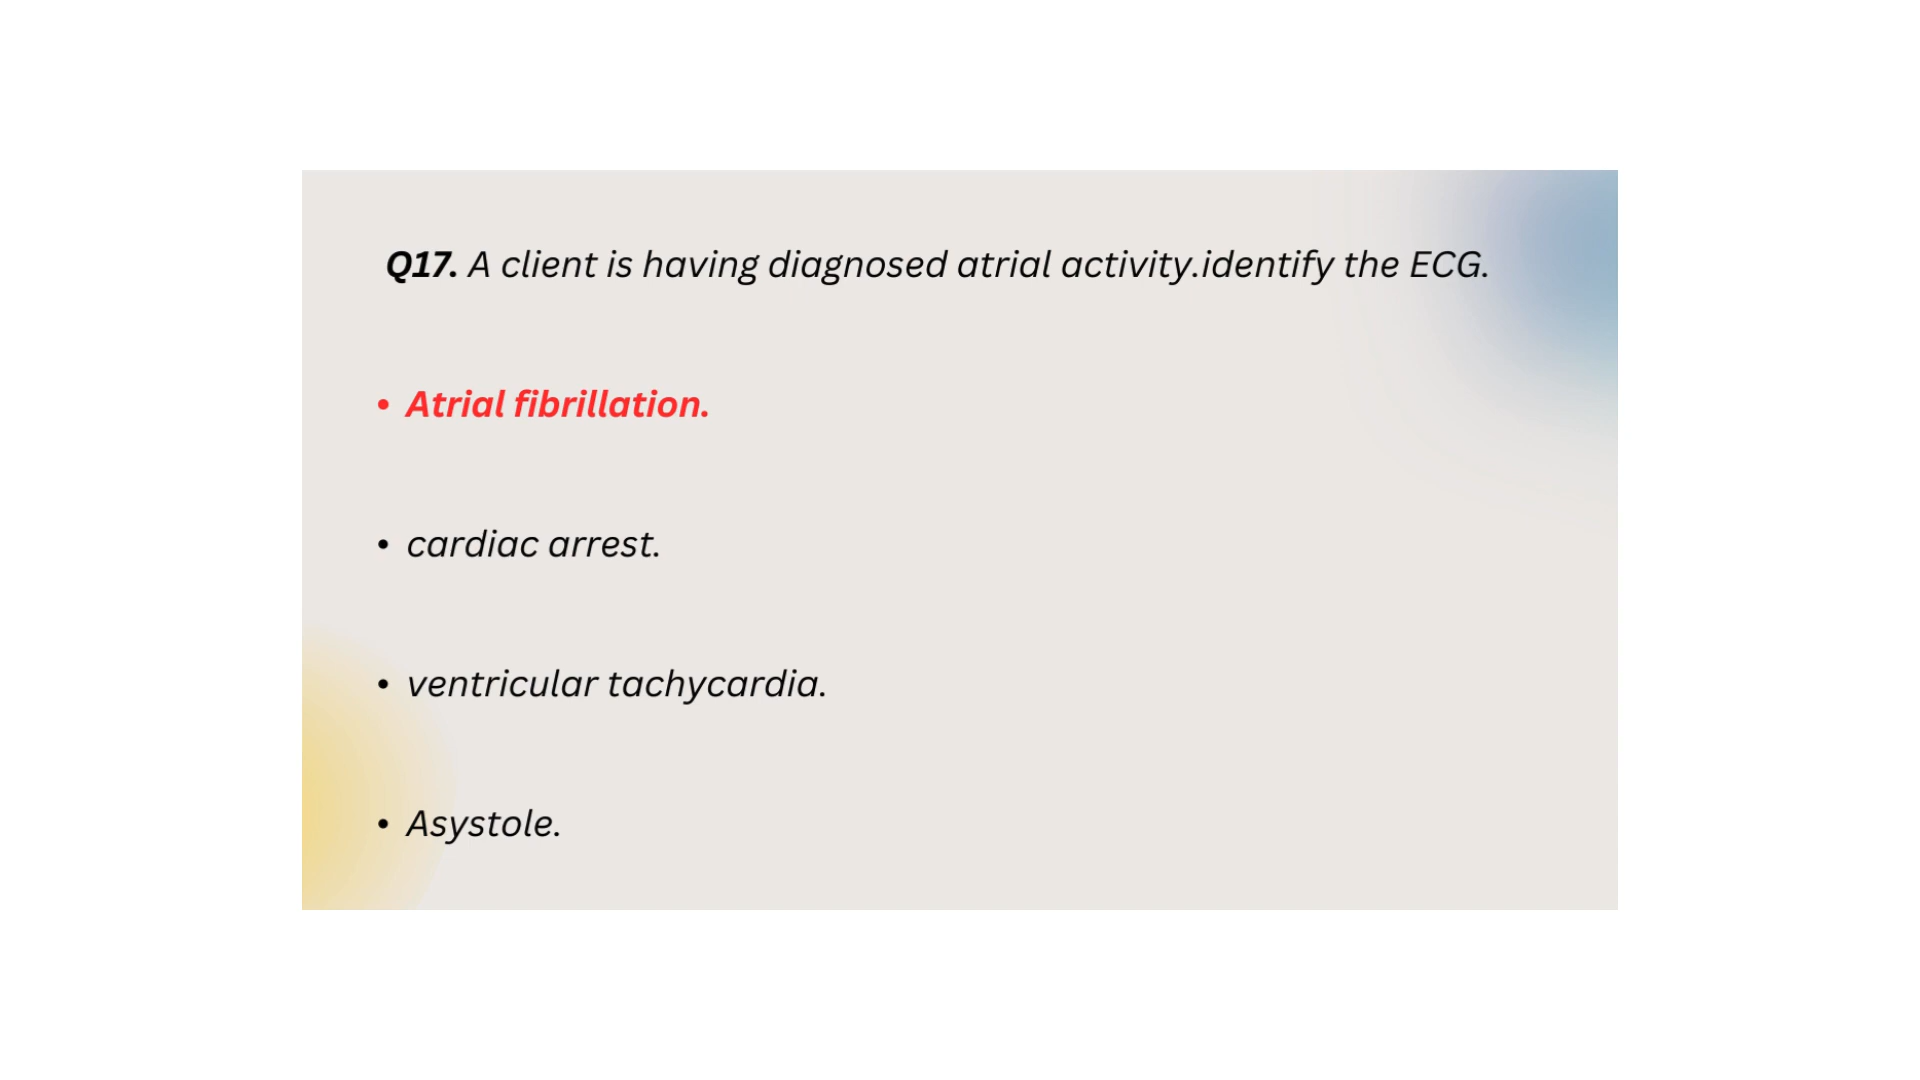 Q17. A client is having diagnosed atrial activity.identify the ECG.
• Atrial fibrillation.
• cardiac arrest.
• ventricular tachycardia.
• Asystole.